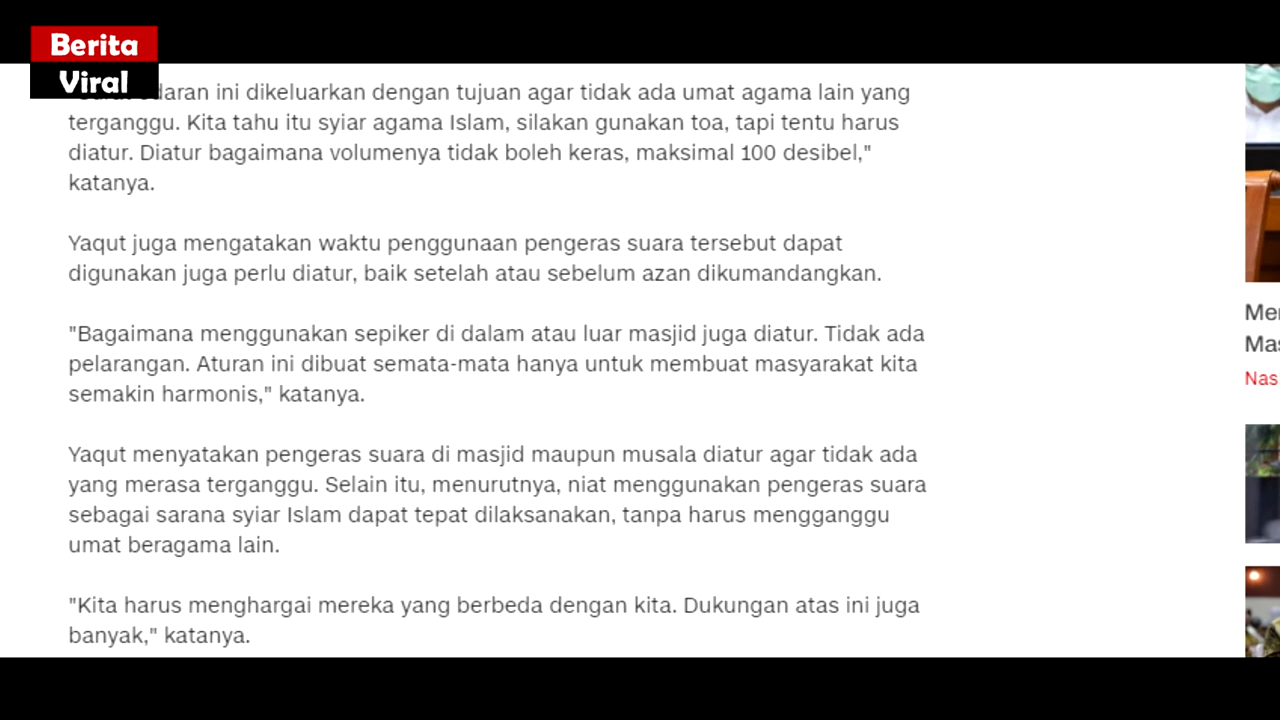 Berita
Viral
daran ini dikeluarkan dengan tujuan agar tidak ada umat agama lain yang
terganggu. Kita tahu itu syiar agama Islam, silakan gunakan toa, tapi tentu harus
diatur. Diatur bagaimana volumenya tidak boleh keras, maksimal 100 desibel,"
katanya.
Yaqut juga mengatakan waktu penggunaan pengeras suara tersebut dapat
digunakan juga perlu diatur, baik setelah atau sebelum azan dikumandangkan.
"Bagaimana menggunakan sepiker di dalam atau luar masjid juga diatur. Tidak ada
pelarangan. Aturan ini dibuat semata-mata hanya untuk membuat masyarakat kita
semakin harmonis," katanya.
Yaqut menyatakan pengeras suara di masjid maupun musala diatur agar tidak ada
yang merasa terganggu. Selain itu, menurutnya, niat menggunakan pengeras suara
sebagai sarana syiar Islam dapat tepat dilaksanakan, tanpa harus mengganggu
umat beragama lain.
"Kita harus menghargai mereka yang berbeda dengan kita. Dukungan atas ini juga
banyak," katanya.
Mer
Mas
Nas